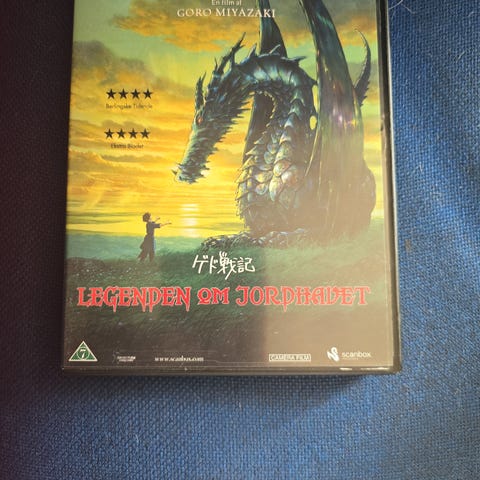 En film af
GORO MIYAZAKI
★★★★
Berlingske Tidende
★★★★
Ekstra Bladet
ゲド戦記
LEGENDEN OM JORDHAVET
7
www.scanbox.com
CAMERA FILM
scanbox